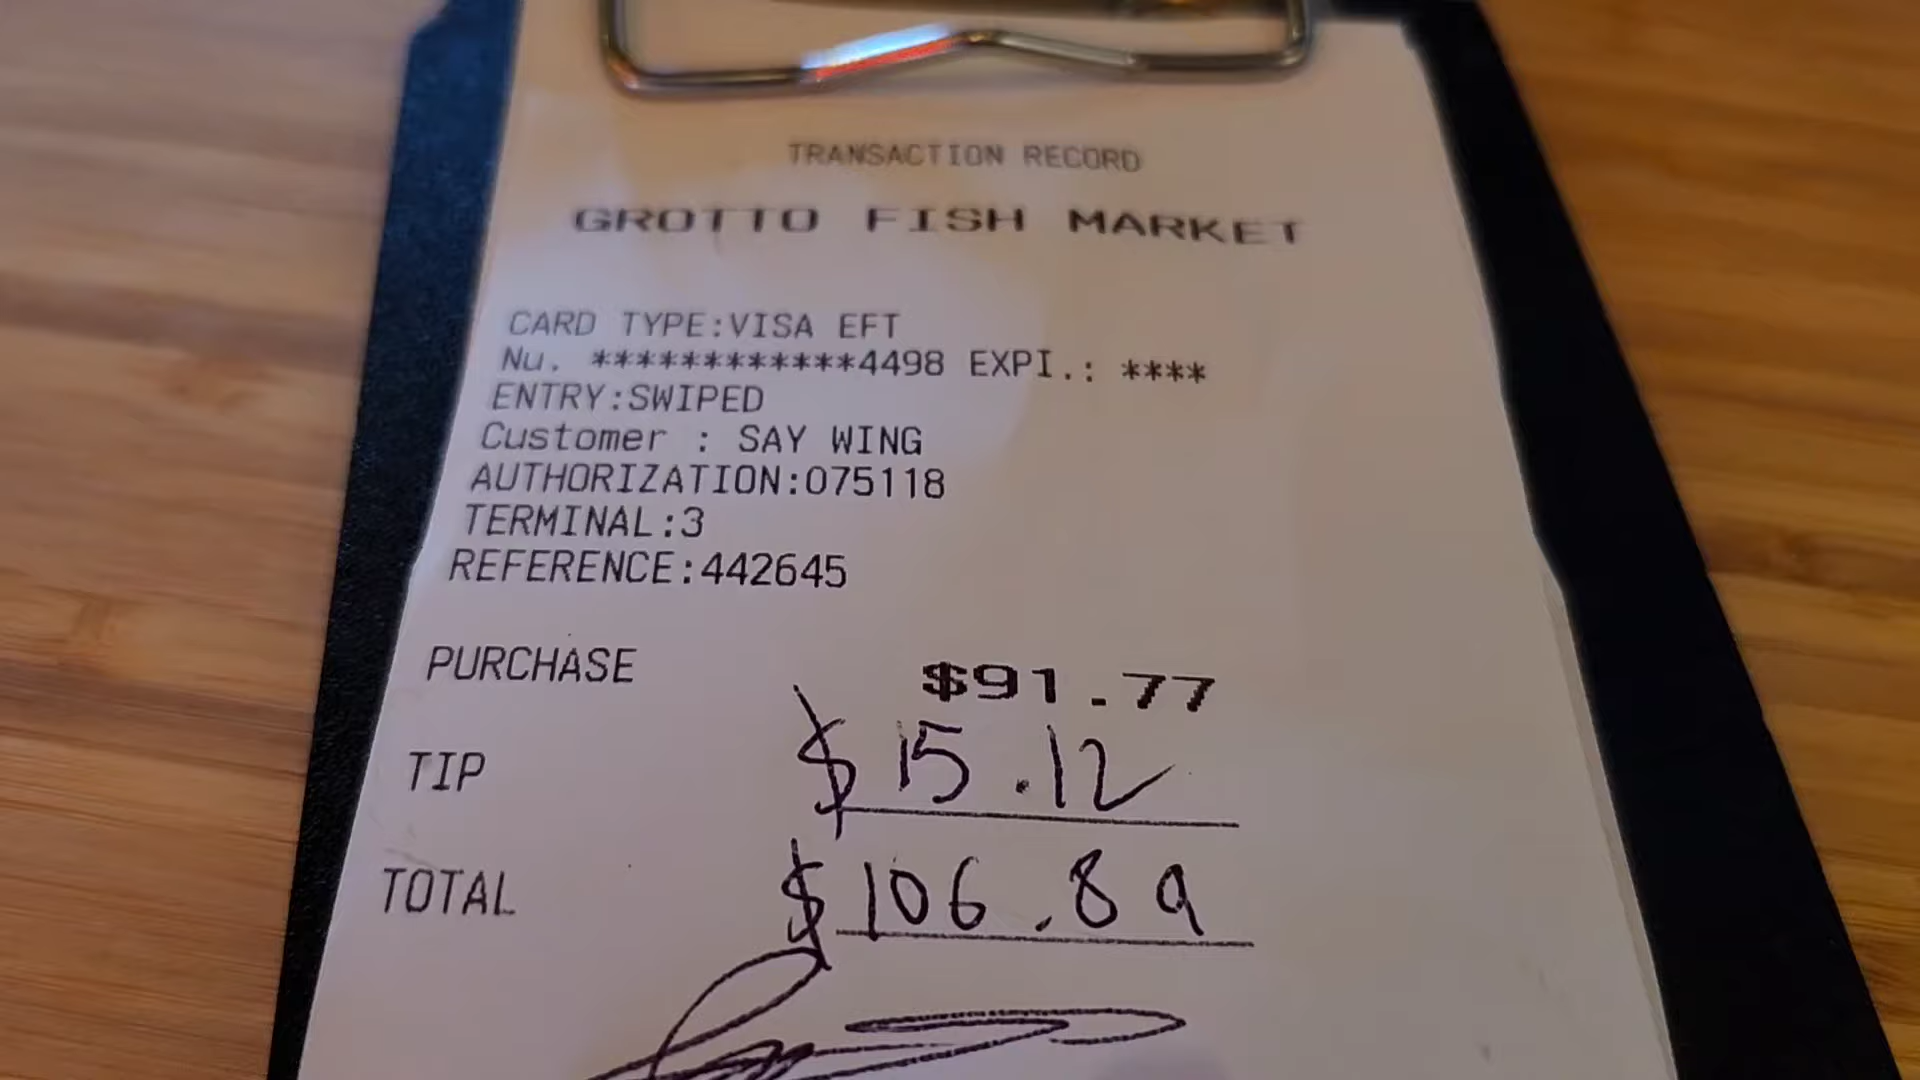 TRANSACTION RECORD
GROTTO FISH MARKET
CARD TYPE:VISA EFT
Nu. ************4498 EXPI.: ****
ENTRY:SWIPED
Customer : SAY WING
AUTHORIZATION:075118
TERMINAL:3
REFERENCE:442645
PURCHASE $91.77
TIP $15.12
TOTAL $106.89